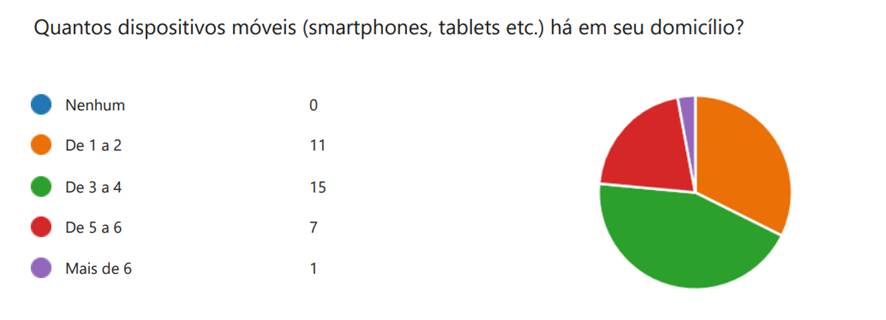 Quantos dispositivos móveis (smartphones, tablets etc.) há em seu domicílio?
Nenhum 0
De 1 a 2 11
De 3 a 4 15
De 5 a 6 7
Mais de 6 1